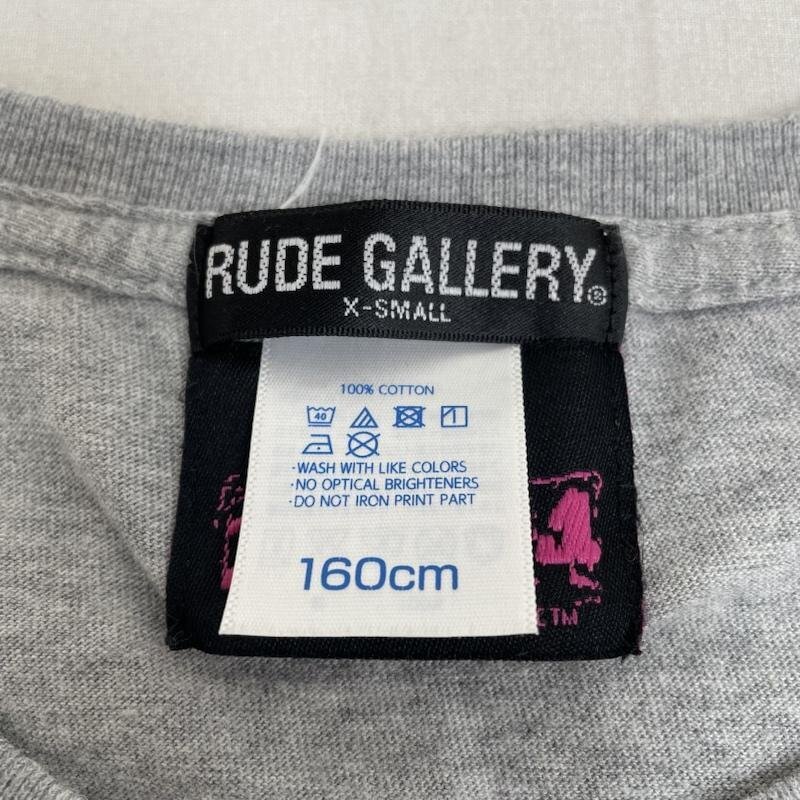 RUDE GALLERY®
X-SMALL
100% COTTON
40
·WASH WITH LIKE COLORS
·NO OPTICAL BRIGHTENERS
·DO NOT IRON PRINT PART
160cm
TM